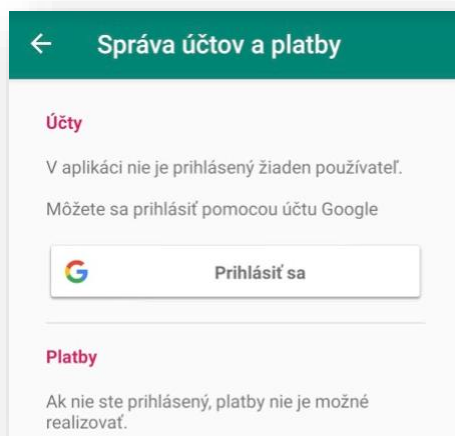 Správa účtov a platby
Účty
V aplikáci nie je prihlásený žiaden používateľ.
Môžete sa prihlásiť pomocou účtu Google
Prihlásiť sa
Platby
Ak nie ste prihlásený, platby nie je možné
realizovať.